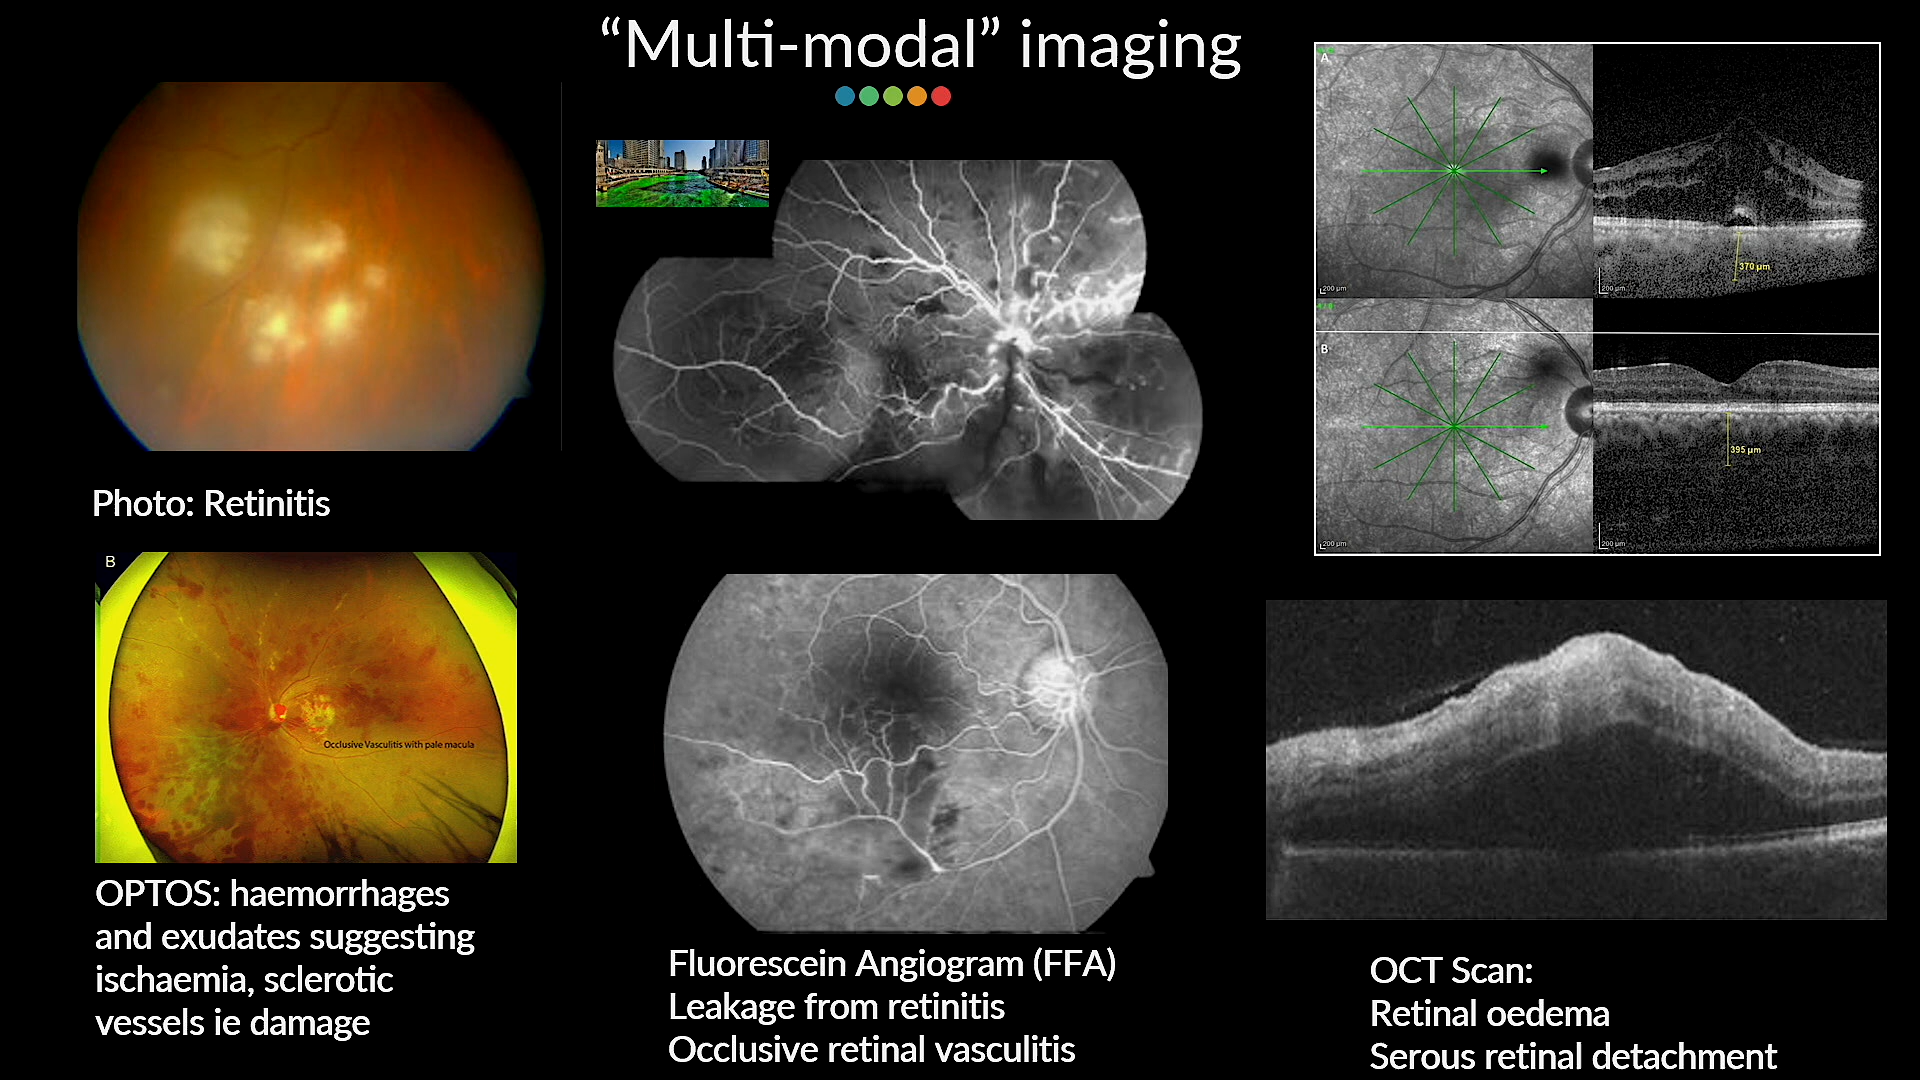 “Multi-modal” imaging
Photo: Retinitis
B
Occlusive Vasculitis with pale macula
OPTOS: haemorrhages
and exudates suggesting
ischaemia, sclerotic
vessels ie damage
Fluorescein Angiogram (FFA)
Leakage from retinitis
Occlusive retinal vasculitis
A
370 µm
200 µm
200 µm
B
395 µm
200 µm
200 µm
OCT Scan:
Retinal oedema
Serous retinal detachment